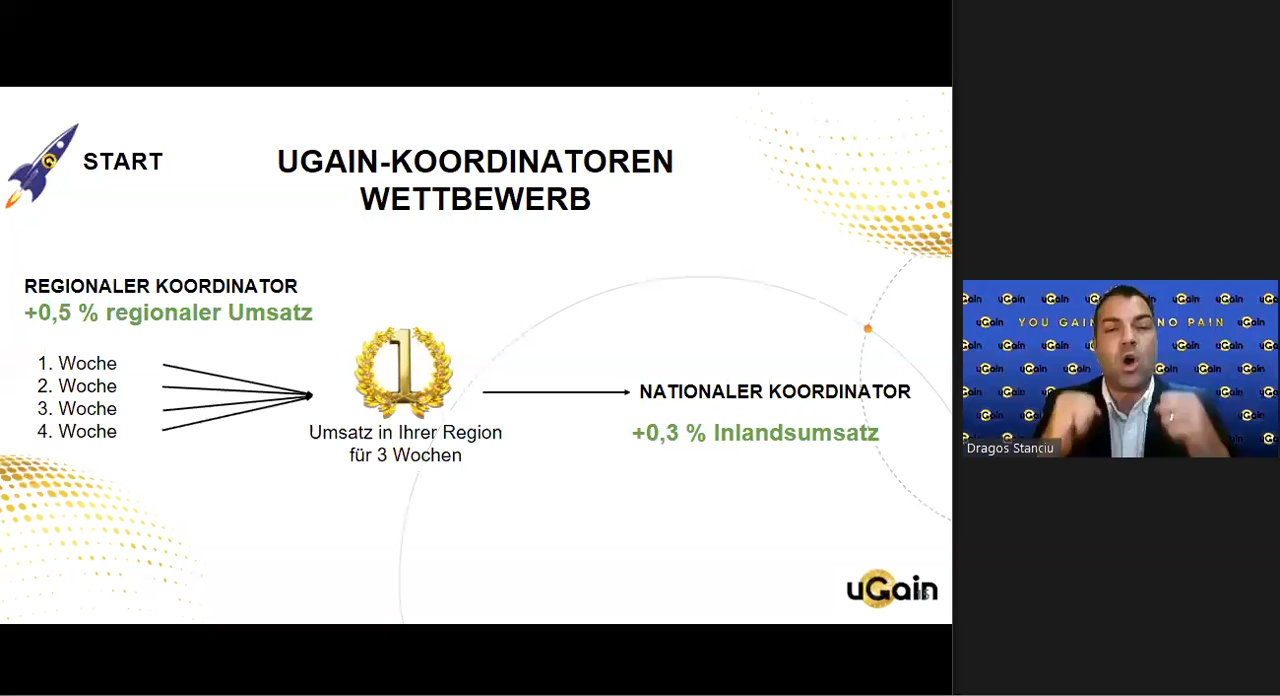 START
UGAIN-KOORDINATOREN
WETTBEWERB
REGIONALER KOORDINATOR
+0,5 % regionaler Umsatz
1. Woche
2. Woche
3. Woche
4. Woche
1
Umsatz in Ihrer Region
für 3 Wochen
NATIONALER KOORDINATOR
+0,3 % Inlandsumsatz
uGain
YOU GAIN NO PAIN
Dragos Stanciu